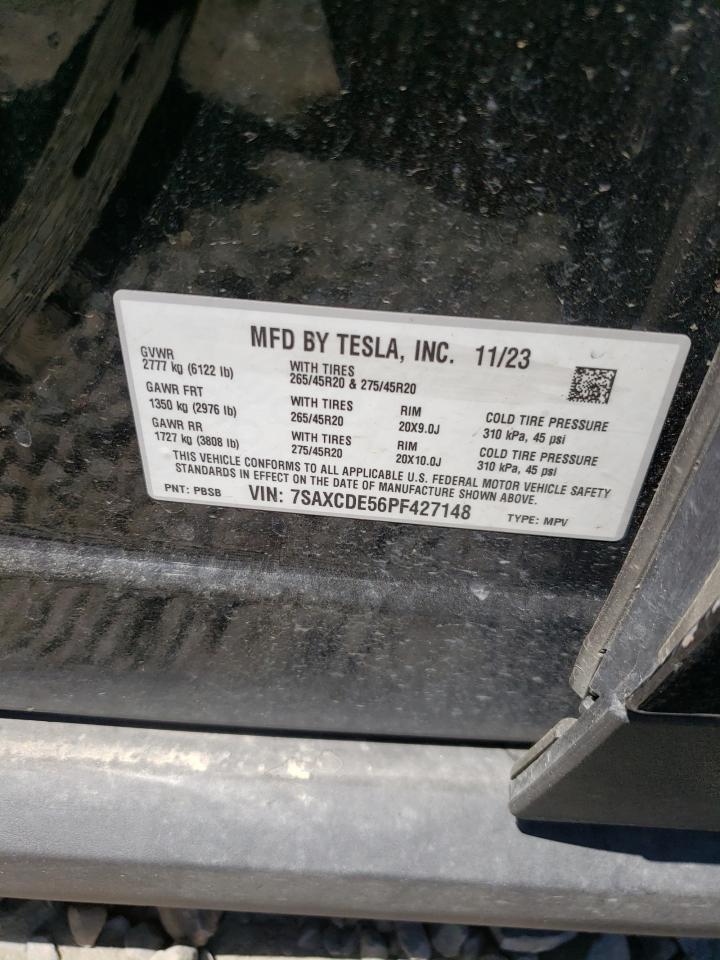 MFD BY TESLA, INC. 11/23
GVWR
2777 kg (6122 lb)
WITH TIRES
265/45R20 & 275/45R20
GAWR FRT
1350 kg (2976 lb)
WITH TIRES
265/45R20
RIM
20X9.0J
COLD TIRE PRESSURE
310 kPa, 45 psi
GAWR RR
1727 kg (3808 lb)
WITH TIRES
275/45R20
RIM
20X10.0J
COLD TIRE PRESSURE
310 kPa, 45 psi
THIS VEHICLE CONFORMS TO ALL APPLICABLE U.S. FEDERAL MOTOR VEHICLE SAFETY
STANDARDS IN EFFECT ON THE DATE OF MANUFACTURE SHOWN ABOVE.
PNT: PBSB VIN: 7SAXCDE56PF427148 TYPE: MPV